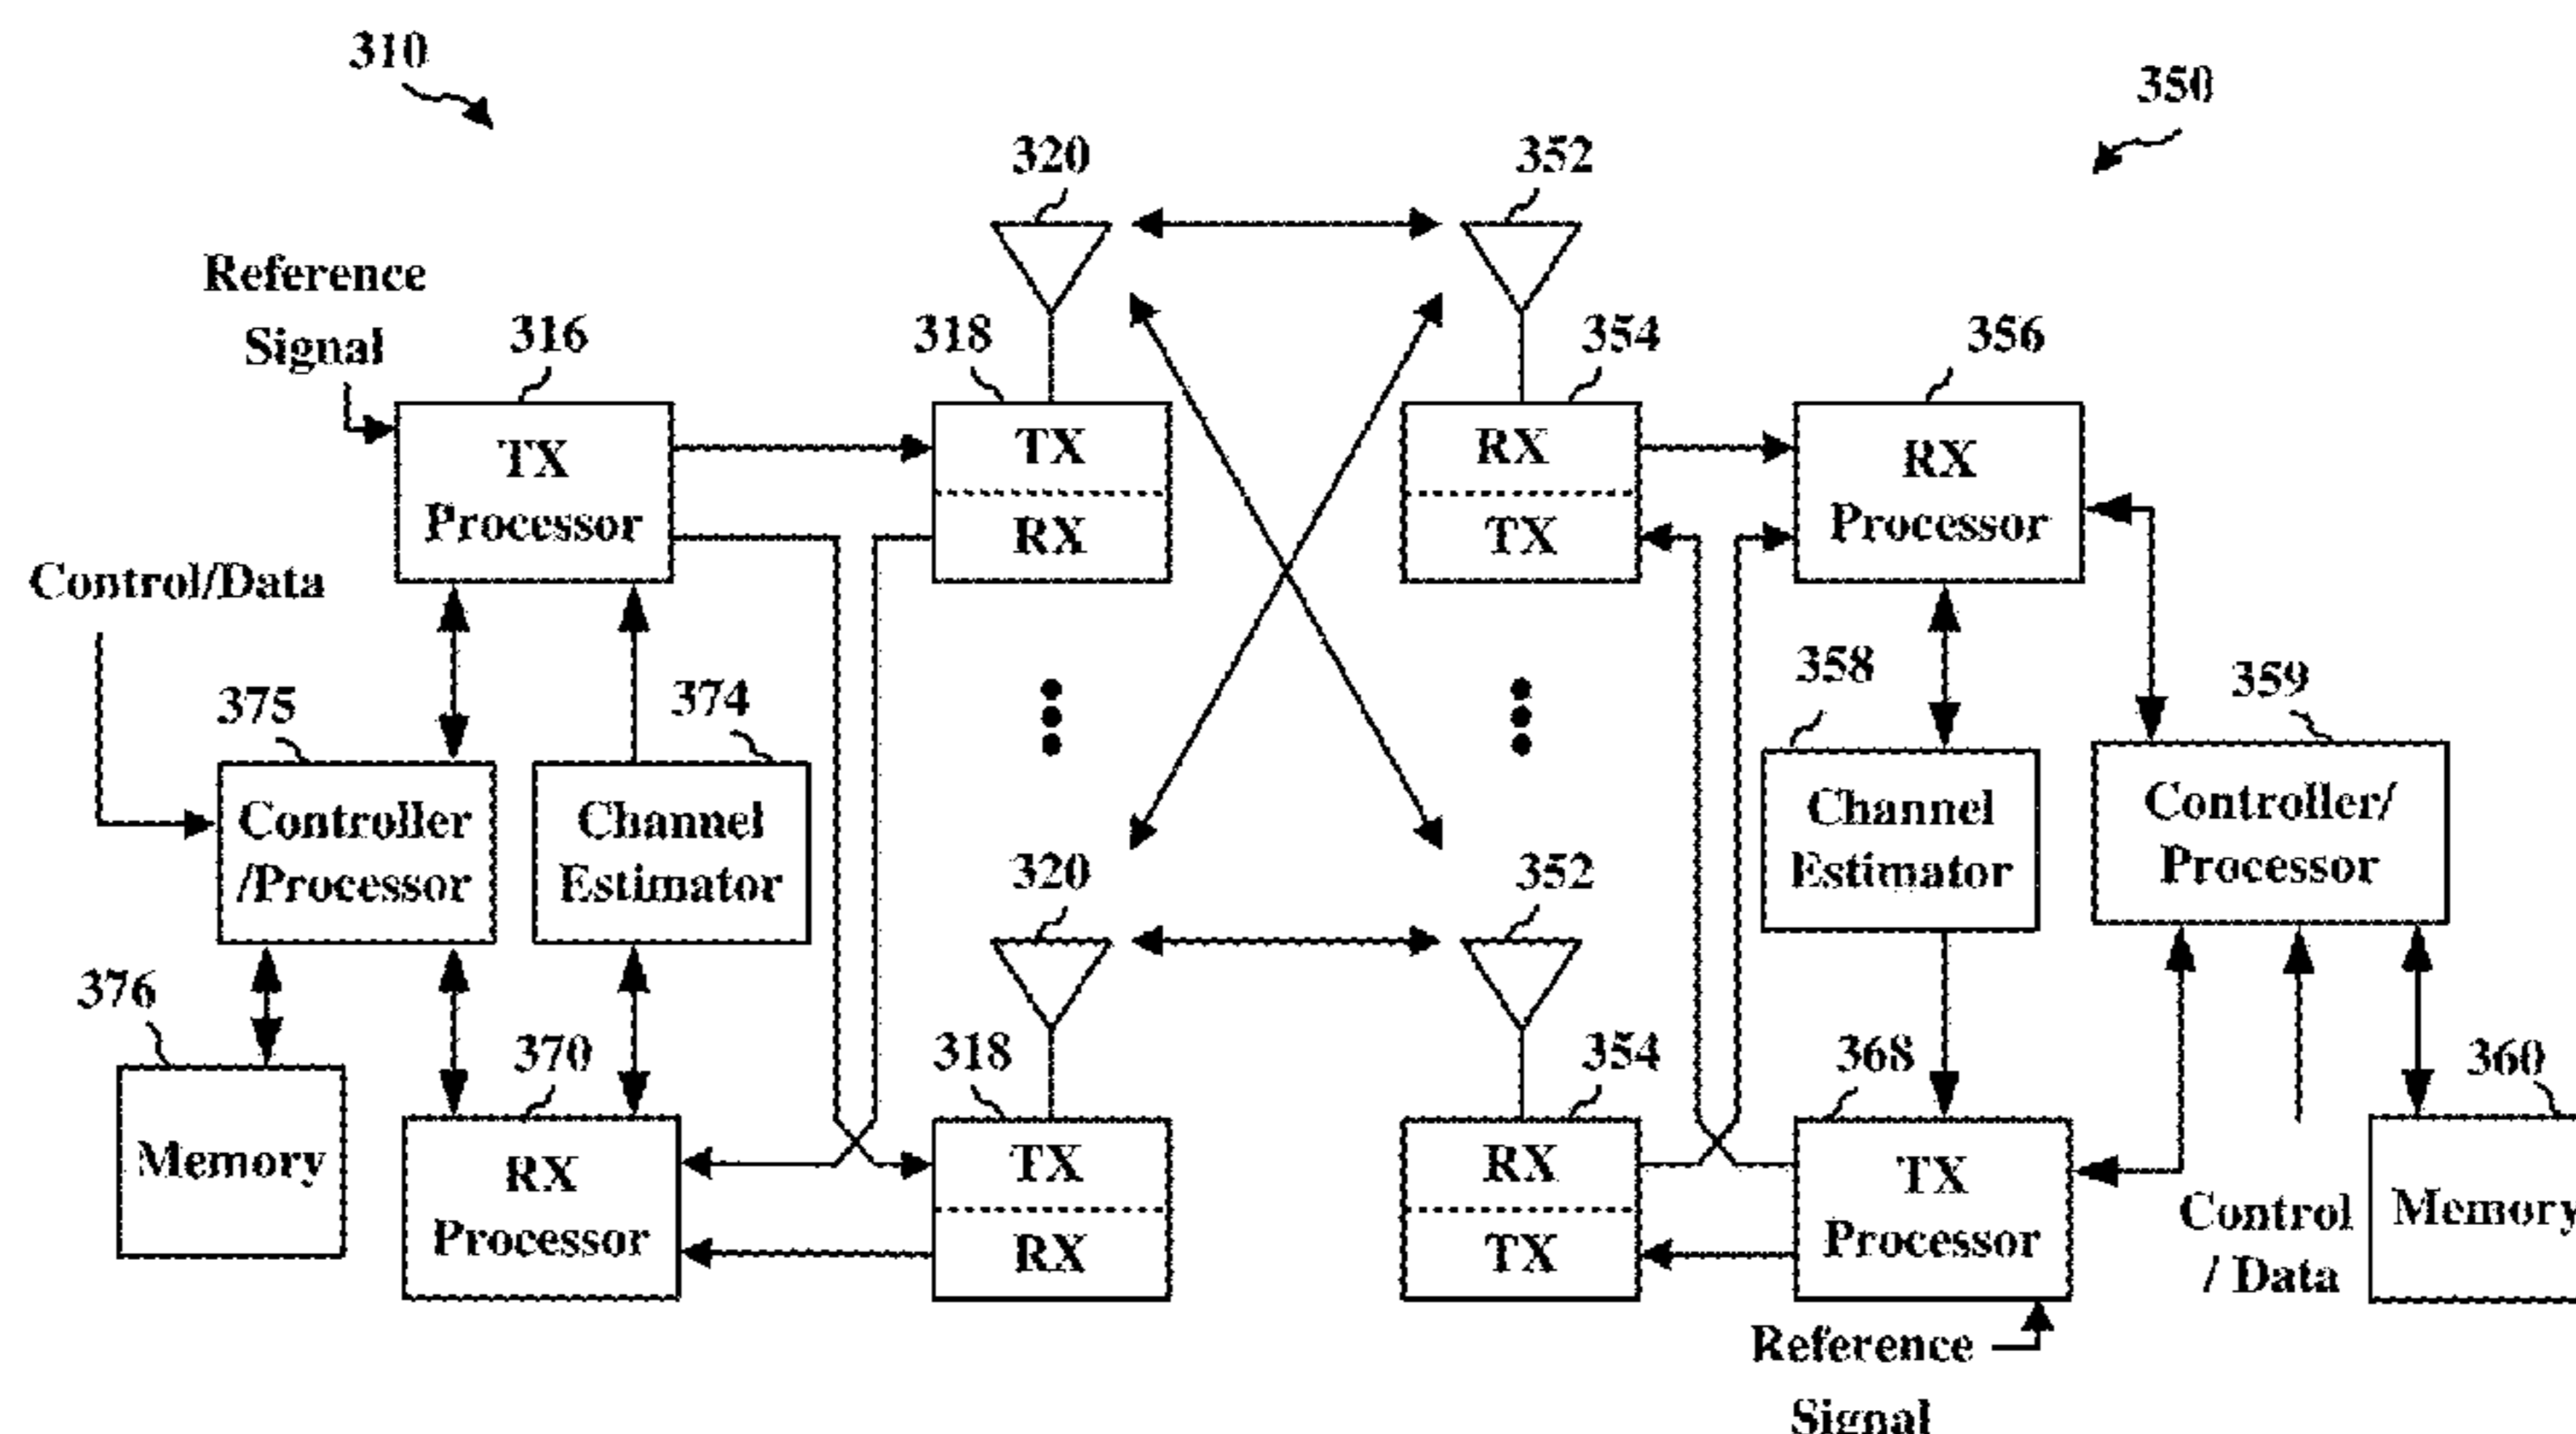 310
350
320
352
Reference
Signal
316
318
354
356
TX
Processor
TX
RX
RX
TX
RX
Processor
Control/Data
375
374
358
359
Controller
/Processor
Channel
Estimator
Channel
Estimator
Controller/
Processor
376
370
320
352
318
354
368
360
Memory
RX
Processor
TX
RX
RX
TX
TX
Processor
Control
/ Data
Memory
Reference
Signal